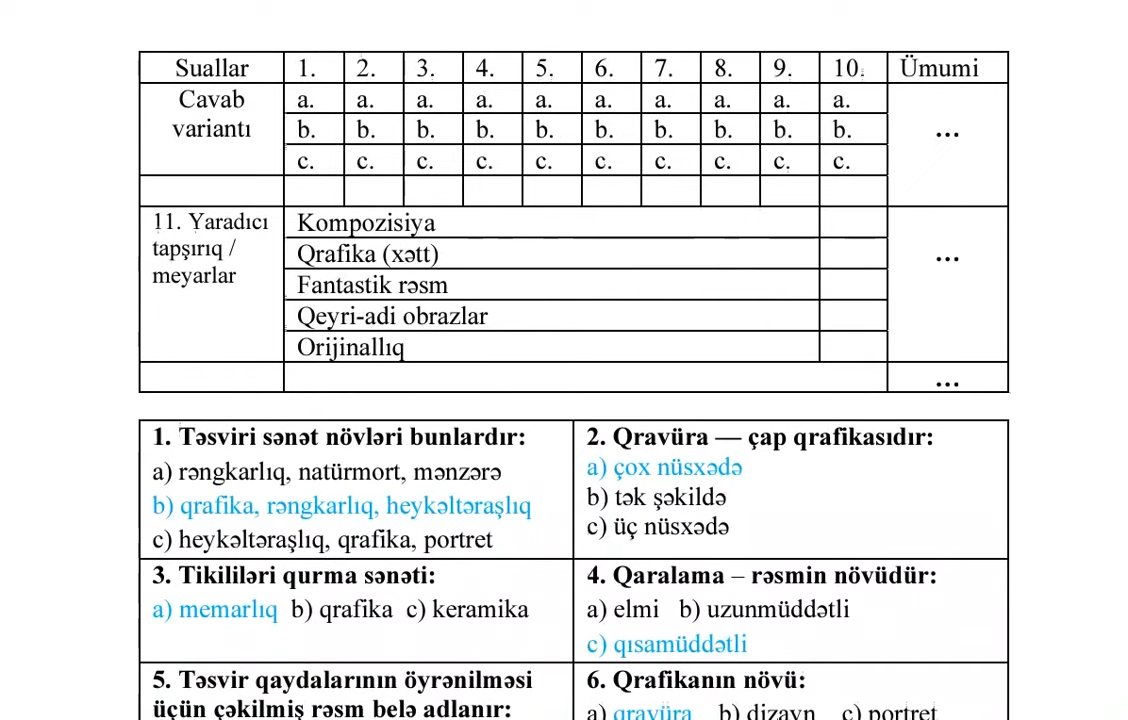 Suallar 1. 2. 3. 4. 5. 6. 7. 8. 9. 10. Ümumi
Cavab a. a. a. a. a. a. a. a. a. a.
variantı b. b. b. b. b. b. b. b. b. b. ...
c. c. c. c. c. c. c. c. c. c.
11. Yaradıcı Kompozisiya
tapşırıq / Qrafika (xətt) ...
meyarlar Fantastik rəsm
Qeyri-adi obrazlar
Orijinallıq
...
1. Təsviri sənət növləri bunlardır:
a) rəngkarlıq, natürmort, mənzərə
b) qrafika, rəngkarlıq, heykəltəraşlıq
c) heykəltəraşlıq, qrafika, portret
2. Qravüra — çap qrafikasıdır:
a) çox nüsxədə
b) tək şəkildə
c) üç nüsxədə
3. Tikililəri qurma sənəti:
a) memarlıq b) qrafika c) keramika
4. Qaralama – rəsmin növüdür:
a) elmi b) uzunmüddətli
c) qısamüddətli
5. Təsvir qaydalarının öyrənilməsi
üçün çəkilmiş rəsm belə adlanır:
6. Qrafikanın növü:
a) qravüra b) dizayn c) portret